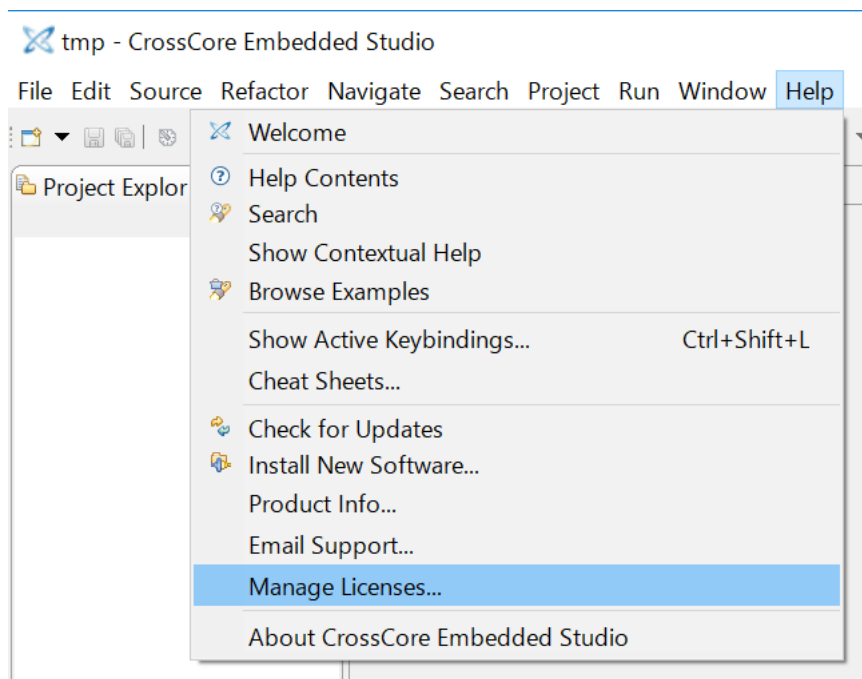 tmp - CrossCore Embedded Studio
File Edit Source Refactor Navigate Search Project Run Window Help
Welcome
Project Explor
Help Contents
Search
Show Contextual Help
Browse Examples
Show Active Keybindings... Ctrl+Shift+L
Cheat Sheets...
Check for Updates
Install New Software...
Product Info...
Email Support...
Manage Licenses...
About CrossCore Embedded Studio